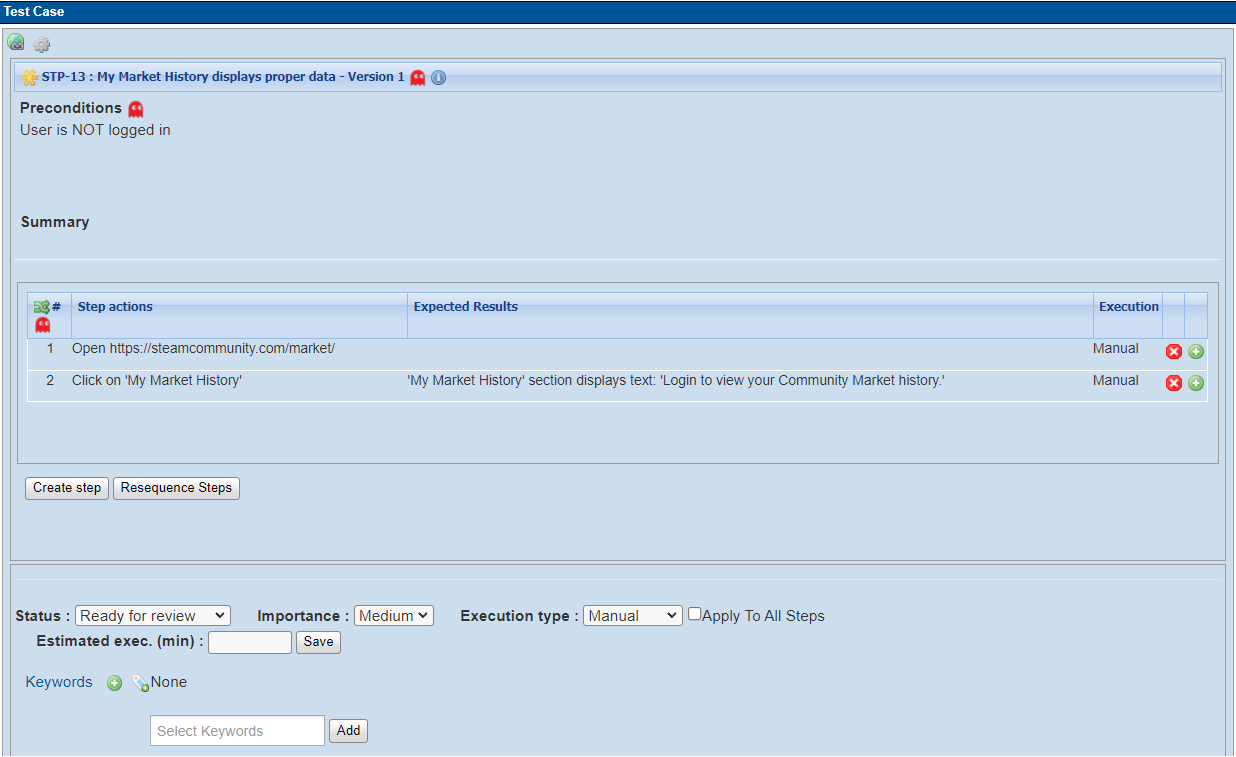 Test Case
STP-13 : My Market History displays proper data - Version 1
Preconditions
User is NOT logged in
Summary
# Step actions Expected Results Execution
1 Open https://steamcommunity.com/market/ Manual
2 Click on 'My Market History' 'My Market History' section displays text: 'Login to view your Community Market history.' Manual
Create step Resequence Steps
Status : Ready for review Importance : Medium Execution type : Manual Apply To All Steps
Estimated exec. (min) : Save
Keywords None
Select Keywords Add